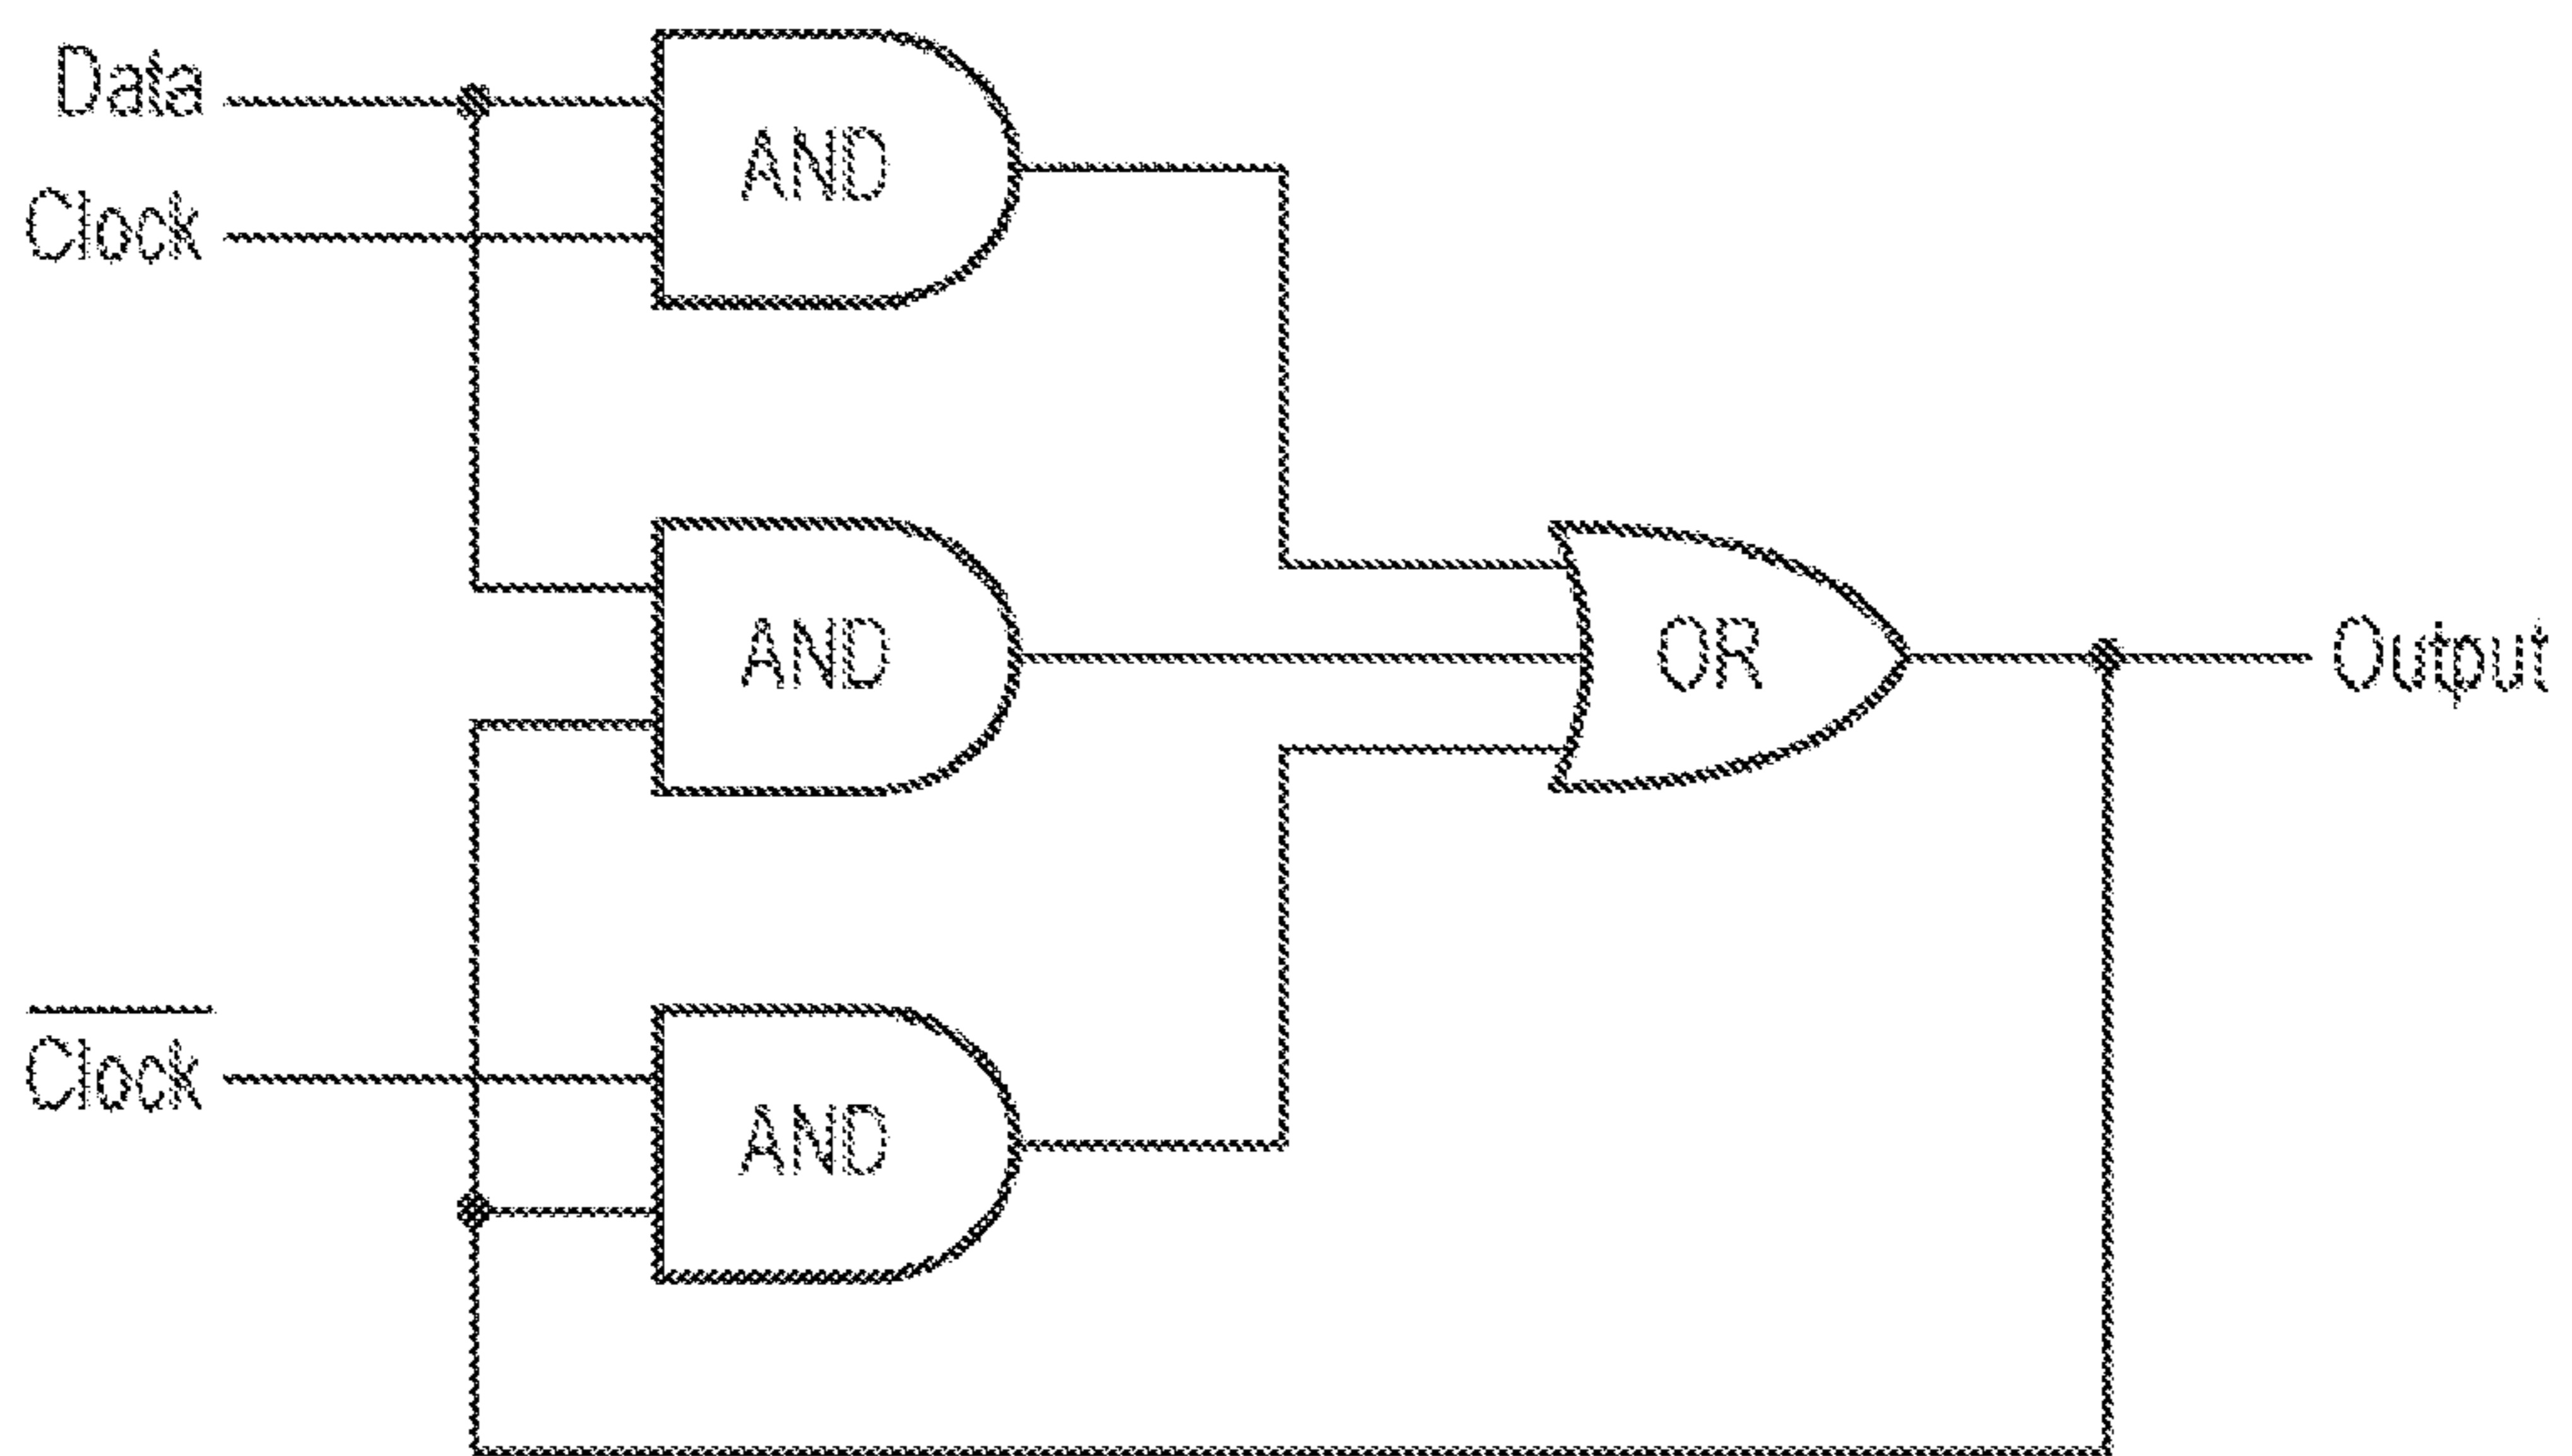 Data
AND
Clock
AND
OR
Output
Clock
AND